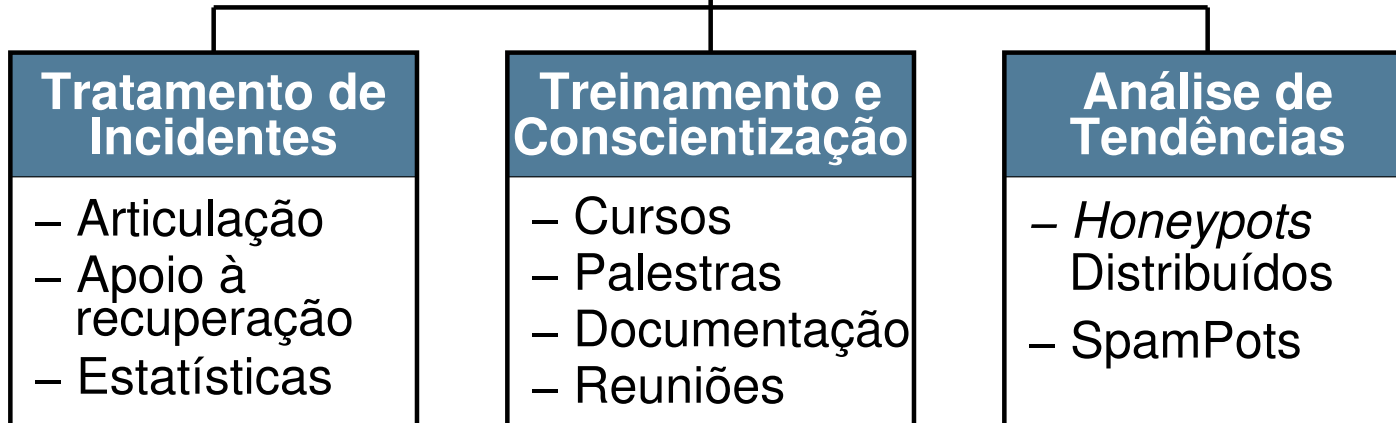 Tratamento de
Incidentes
– Articulação
– Apoio à
recuperação
– Estatísticas
Treinamento e
Conscientização
– Cursos
– Palestras
– Documentação
– Reuniões
Análise de
Tendências
– Honeypots
Distribuídos
– SpamPots